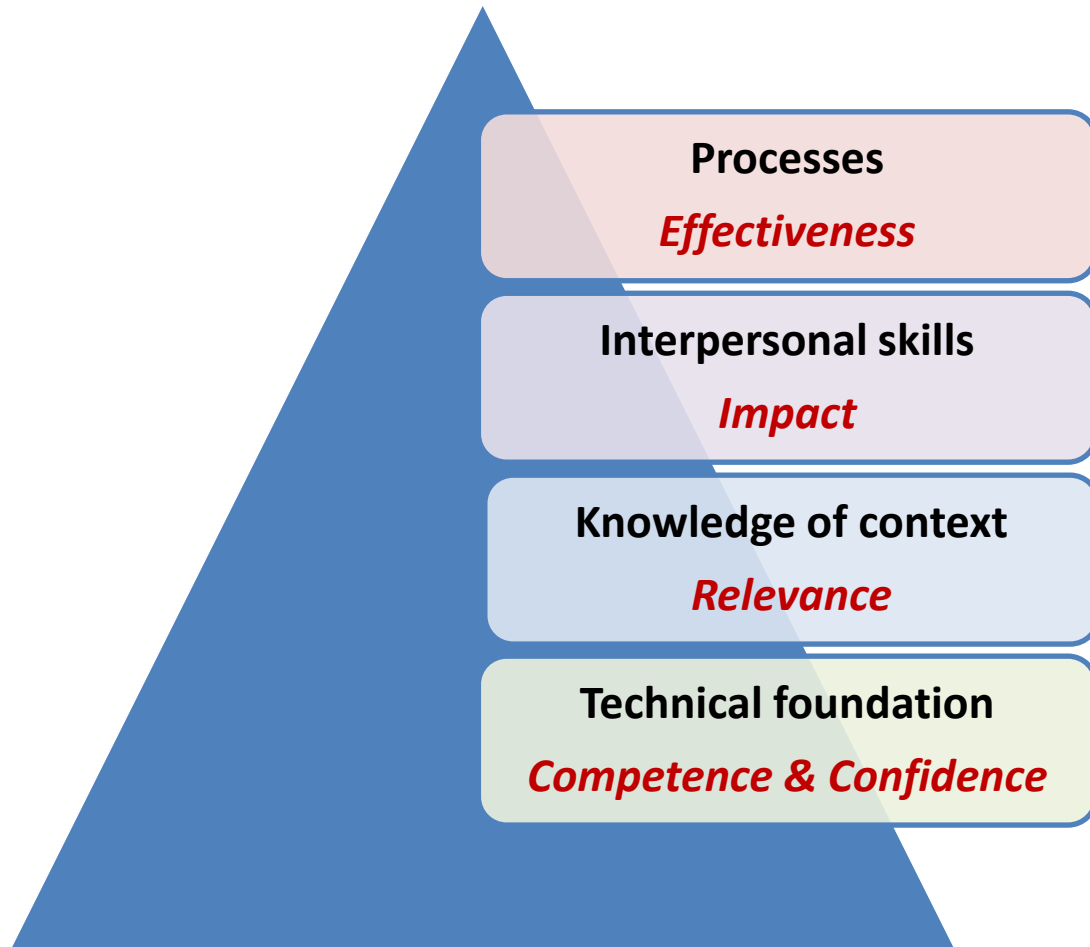 Processes
Effectiveness
Interpersonal skills
Impact
Knowledge of context
Relevance
Technical foundation
Competence & Confidence